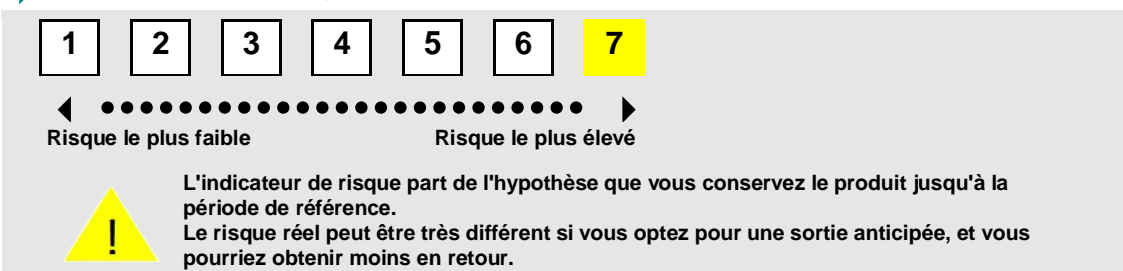 1 2 3 4 5 6 7
Risque le plus faible Risque le plus élevé
L'indicateur de risque part de l'hypothèse que vous conservez le produit jusqu'à la
période de référence.
! Le risque réel peut être très différent si vous optez pour une sortie anticipée, et vous
pourriez obtenir moins en retour.